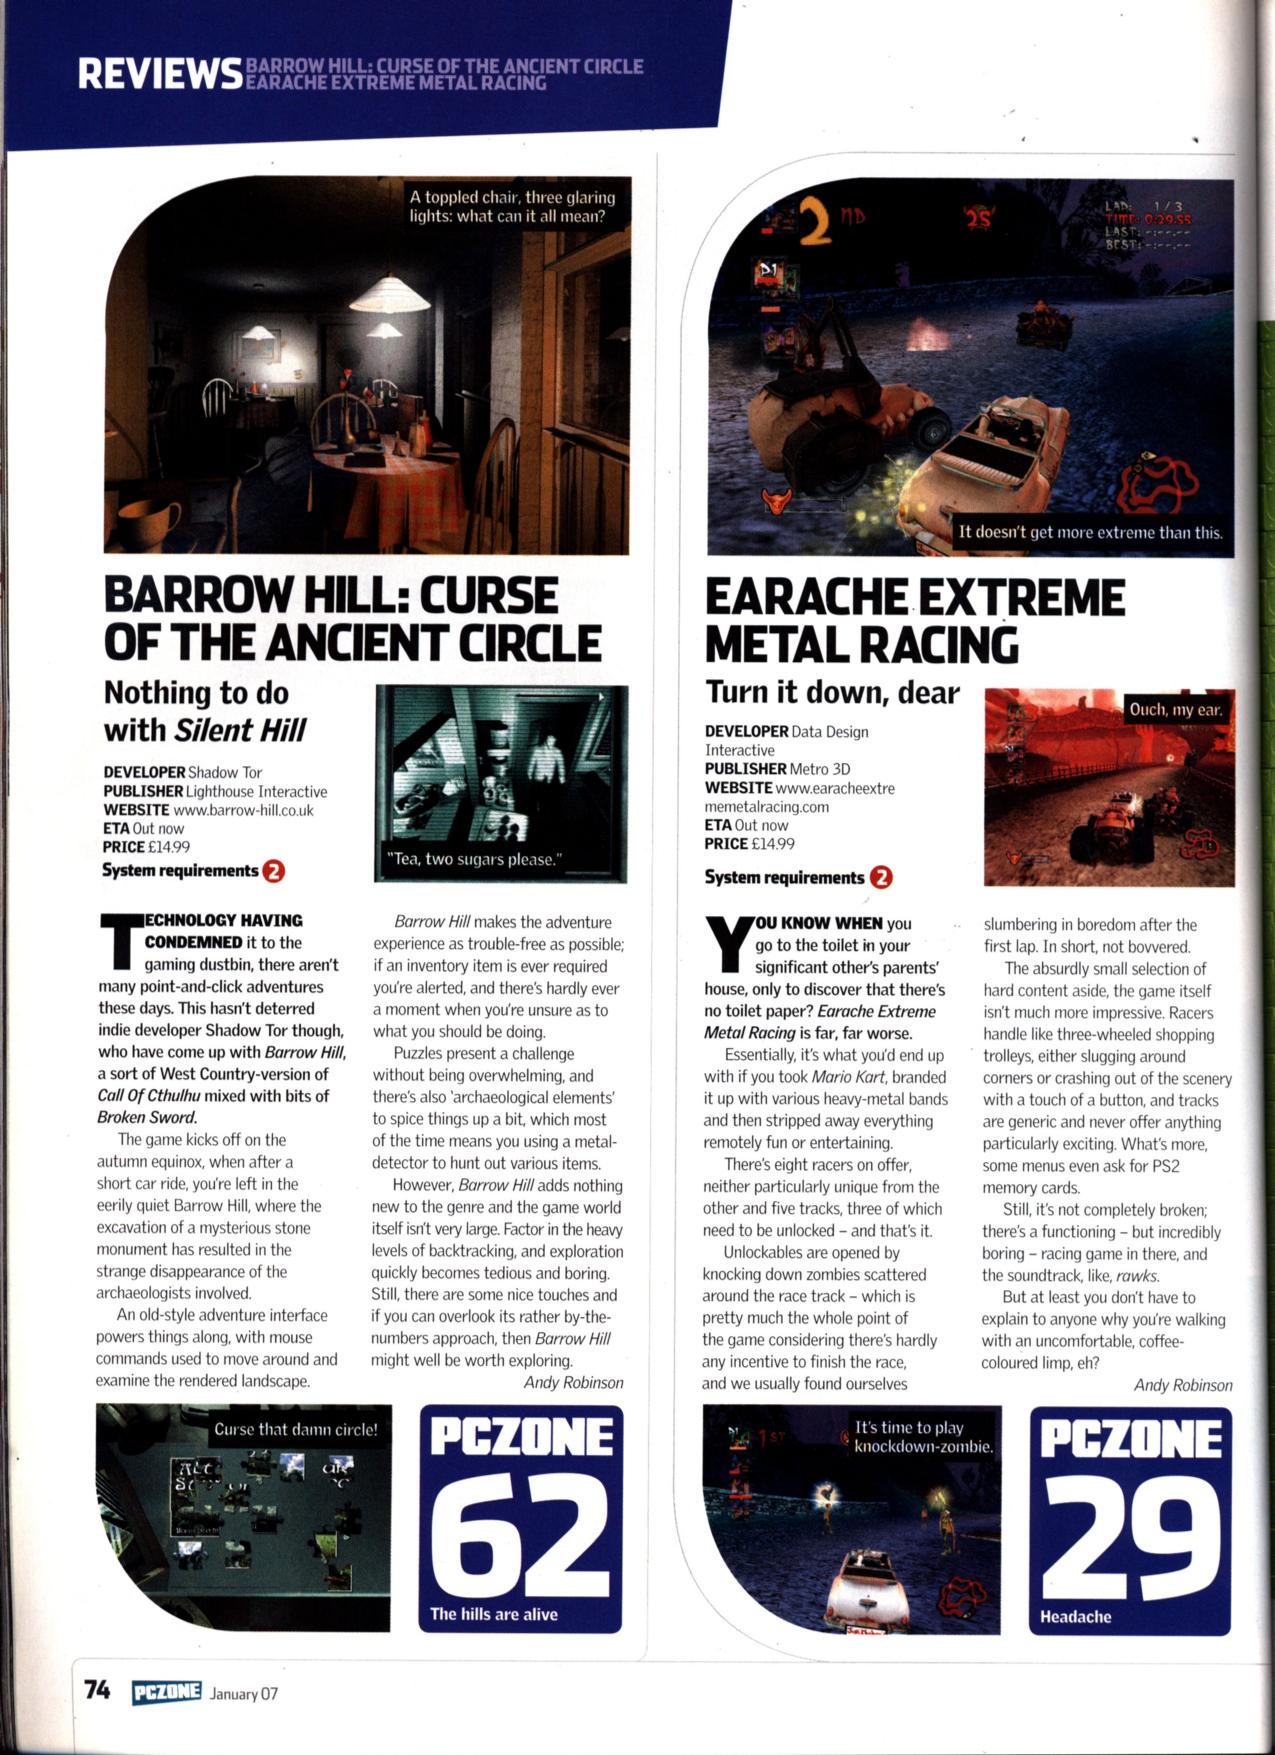 REVIEWS BARROW HILL: CURSE OF THE ANCIENT CIRCLE
EARACHE EXTREME METAL RACING
A toppled chair, three glaring
lights: what can it all mean?
BARROW HILL: CURSE
OF THE ANCIENT CIRCLE
Nothing to do
with Silent Hill
DEVELOPER Shadow Tor
PUBLISHER Lighthouse Interactive
WEBSITE www.barrow-hill.co.uk
ETA Out now
PRICE £14.99
System requirements 2
"Tea, two sugars please."
TECHNOLOGY HAVING
CONDEMNED it to the
gaming dustbin, there aren't
many point-and-click adventures
these days. This hasn't deterred
indie developer Shadow Tor though,
who have come up with Barrow Hill,
a sort of West Country-version of
Call Of Cthulhu mixed with bits of
Broken Sword.
The game kicks off on the
autumn equinox, when after a
short car ride, you're left in the
eerily quiet Barrow Hill, where the
excavation of a mysterious stone
monument has resulted in the
strange disappearance of the
archaeologists involved.
An old-style adventure interface
powers things along, with mouse
commands used to move around and
examine the rendered landscape.
Barrow Hill makes the adventure
experience as trouble-free as possible;
if an inventory item is ever required
you're alerted, and there's hardly ever
a moment when you're unsure as to
what you should be doing.
Puzzles present a challenge
without being overwhelming, and
there's also 'archaeological elements'
to spice things up a bit, which most
of the time means you using a metal-
detector to hunt out various items.
However, Barrow Hill adds nothing
new to the genre and the game world
itself isn't very large. Factor in the heavy
levels of backtracking, and exploration
quickly becomes tedious and boring.
Still, there are some nice touches and
if you can overlook its rather by-the-
numbers approach, then Barrow Hill
might well be worth exploring.
Andy Robinson
Curse that damn circle!
PCZONE
62
The hills are alive
2 ND
25
LAP: 1/3
TIME: 0:29.55
LAST: -:--.--
BEST: -:--.--
It doesn't get more extreme than this.
EARACHE EXTREME
METAL RACING
Turn it down, dear
DEVELOPER Data Design
Interactive
PUBLISHER Metro 3D
WEBSITE www.earacheextre
memetalracing.com
ETA Out now
PRICE £14.99
System requirements 2
Ouch, my ear.
YOU KNOW WHEN you
go to the toilet in your
significant other's parents'
house, only to discover that there's
no toilet paper? Earache Extreme
Metal Racing is far, far worse.
Essentially, it's what you'd end up
with if you took Mario Kart, branded
it up with various heavy-metal bands
and then stripped away everything
remotely fun or entertaining.
There's eight racers on offer,
neither particularly unique from the
other and five tracks, three of which
need to be unlocked – and that's it.
Unlockables are opened by
knocking down zombies scattered
around the race track – which is
pretty much the whole point of
the game considering there's hardly
any incentive to finish the race,
and we usually found ourselves
slumbering in boredom after the
first lap. In short, not bovvered.
The absurdly small selection of
hard content aside, the game itself
isn't much more impressive. Racers
handle like three-wheeled shopping
trolleys, either slugging around
corners or crashing out of the scenery
with a touch of a button, and tracks
are generic and never offer anything
particularly exciting. What's more,
some menus even ask for PS2
memory cards.
Still, it's not completely broken;
there's a functioning – but incredibly
boring – racing game in there, and
the soundtrack, like, rawks.
But at least you don't have to
explain to anyone why you're walking
with an uncomfortable, coffee-
coloured limp, eh?
Andy Robinson
1 ST
It's time to play
knockdown-zombie.
PCZONE
29
Headache
74 PCZONE January 07